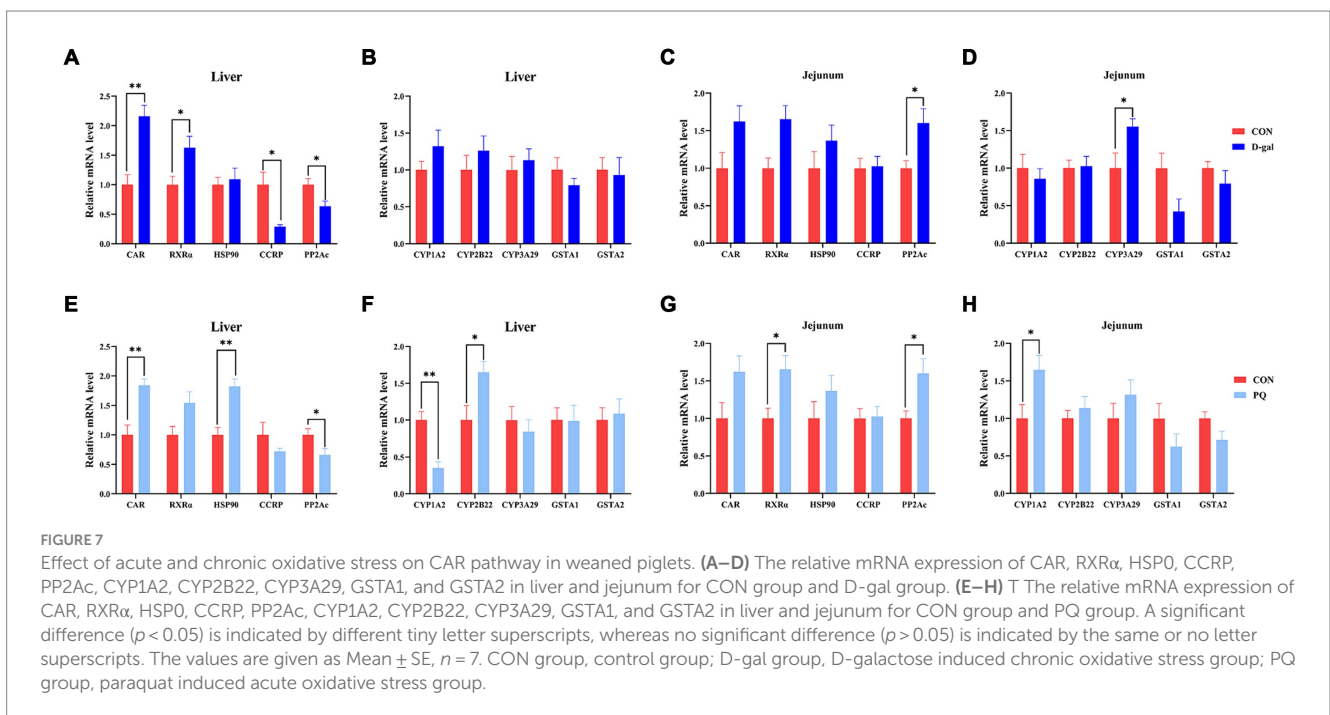 A
Liver
Relative mRNA level
2.5
2.0
1.5
1.0
0.5
0.0
**
*
*
*
CAR RXRα HSP90 CCRP PP2Ac
B
Liver
Relative mRNA level
2.0
1.5
1.0
0.5
0.0
CYP1A2 CYP2B22 CYP3A29 GSTA1 GSTA2
C
Jejunum
Relative mRNA level
2.0
1.5
1.0
0.5
0.0
*
CAR RXRα HSP90 CCRP PP2Ac
D
Jejunum
Relative mRNA level
2.0
1.5
1.0
0.5
0.0
*
CYP1A2 CYP2B22 CYP3A29 GSTA1 GSTA2
CON
D-gal
E
Liver
Relative mRNA level
2.5
2.0
1.5
1.0
0.5
0.0
**
**
*
CAR RXRα HSP90 CCRP PP2Ac
F
Liver
Relative mRNA level
2.0
1.5
1.0
0.5
0.0
**
*
CYP1A2 CYP2B22 CYP3A29 GSTA1 GSTA2
G
Jejunum
Relative mRNA level
2.0
1.5
1.0
0.5
0.0
*
*
CAR RXRα HSP90 CCRP PP2Ac
H
Jejunum
Relative mRNA level
2.0
1.5
1.0
0.5
0.0
*
CYP1A2 CYP2B22 CYP3A29 GSTA1 GSTA2
CON
PQ
FIGURE 7
Effect of acute and chronic oxidative stress on CAR pathway in weaned piglets. (A–D) The relative mRNA expression of CAR, RXRα, HSP0, CCRP,
PP2Ac, CYP1A2, CYP2B22, CYP3A29, GSTA1, and GSTA2 in liver and jejunum for CON group and D-gal group. (E–H) T The relative mRNA expression of
CAR, RXRα, HSP0, CCRP, PP2Ac, CYP1A2, CYP2B22, CYP3A29, GSTA1, and GSTA2 in liver and jejunum for CON group and PQ group. A significant
difference (p < 0.05) is indicated by different tiny letter superscripts, whereas no significant difference (p > 0.05) is indicated by the same or no letter
superscripts. The values are given as Mean ± SE, n = 7. CON group, control group; D-gal group, D-galactose induced chronic oxidative stress group; PQ
group, paraquat induced acute oxidative stress group.